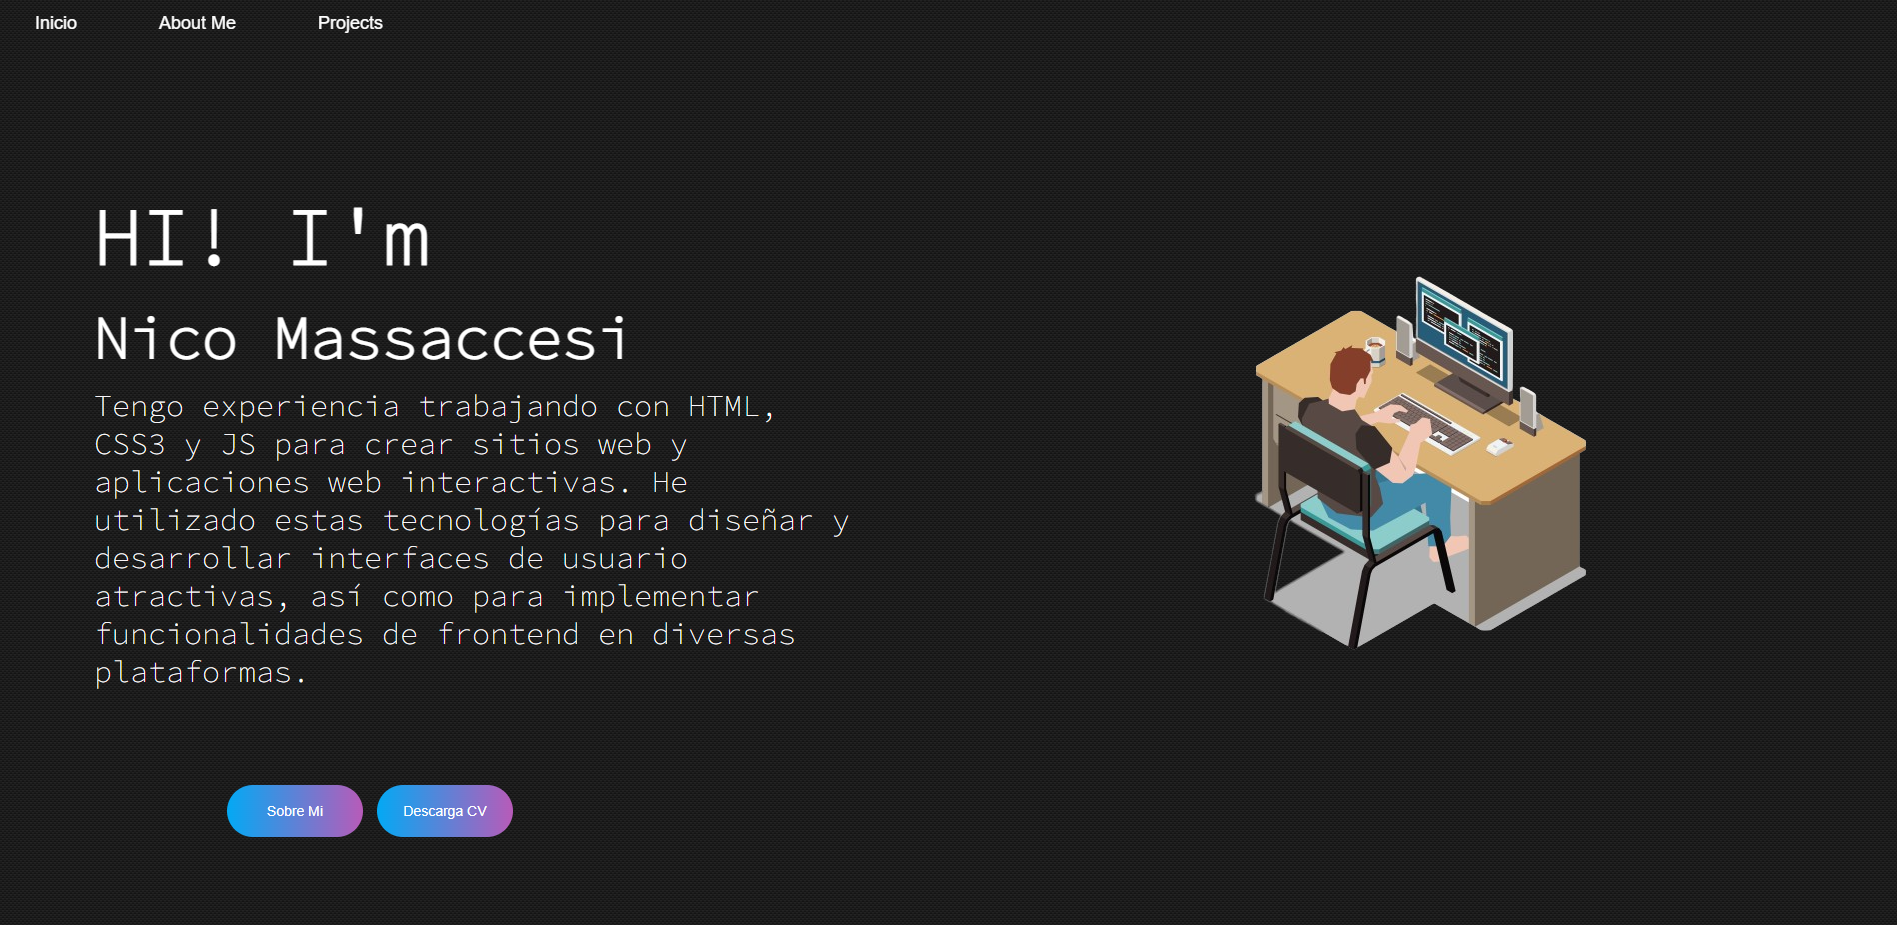 Inicio About Me Projects
HI! I'm
Nico Massaccesi
Tengo experiencia trabajando con HTML,
CSS3 y JS para crear sitios web y
aplicaciones web interactivas. He
utilizado estas tecnologías para diseñar y
desarrollar interfaces de usuario
atractivas, así como para implementar
funcionalidades de frontend en diversas
plataformas.
Sobre Mi Descarga CV